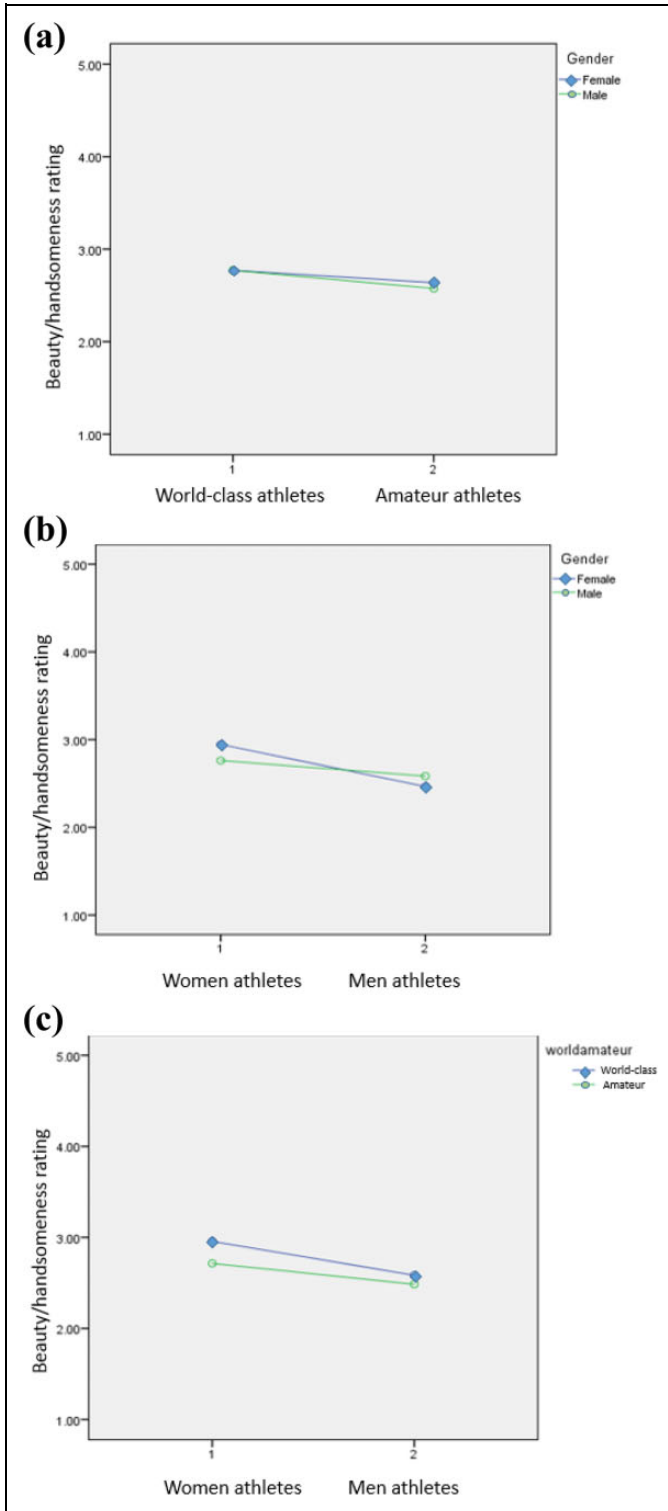 (a)
Gender
Female
Male
5.00
4.00
3.00
2.00
1.00
Beauty/handsomeness rating
1 2
World-class athletes Amateur athletes
(b)
Gender
Female
Male
5.00
4.00
3.00
2.00
1.00
Beauty/handsomeness rating
1 2
Women athletes Men athletes
(c)
worldamateur
World-class
Amateur
5.00
4.00
3.00
2.00
1.00
Beauty/handsomeness rating
1 2
Women athletes Men athletes